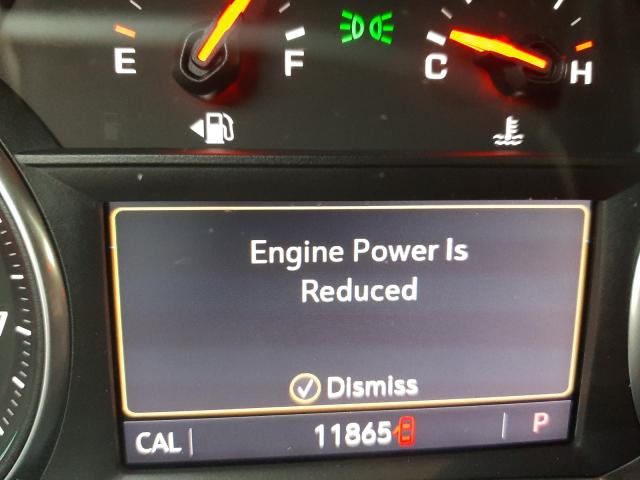 E F C H
Engine Power Is
Reduced
Dismiss
CAL 11865 P